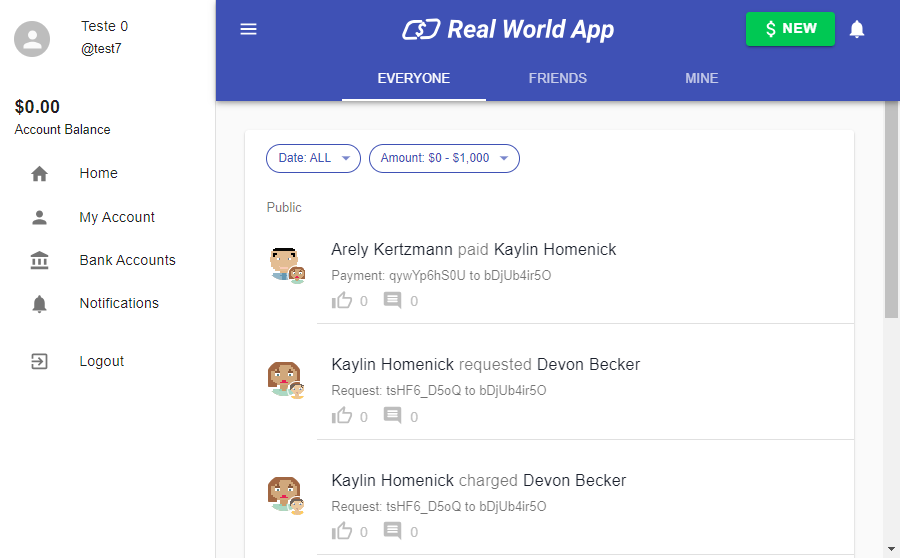 Teste 0
@test7
$0.00
Account Balance
Home
My Account
Bank Accounts
Notifications
Logout
Real World App
$ NEW
EVERYONE FRIENDS MINE
Date: ALL Amount: $0 - $1,000
Public
Arely Kertzmann paid Kaylin Homenick
Payment: qywYp6hS0U to bDjUb4ir5O
0 0
Kaylin Homenick requested Devon Becker
Request: tsHF6_D5oQ to bDjUb4ir5O
0 0
Kaylin Homenick charged Devon Becker
Request: tsHF6_D5oQ to bDjUb4ir5O
0 0